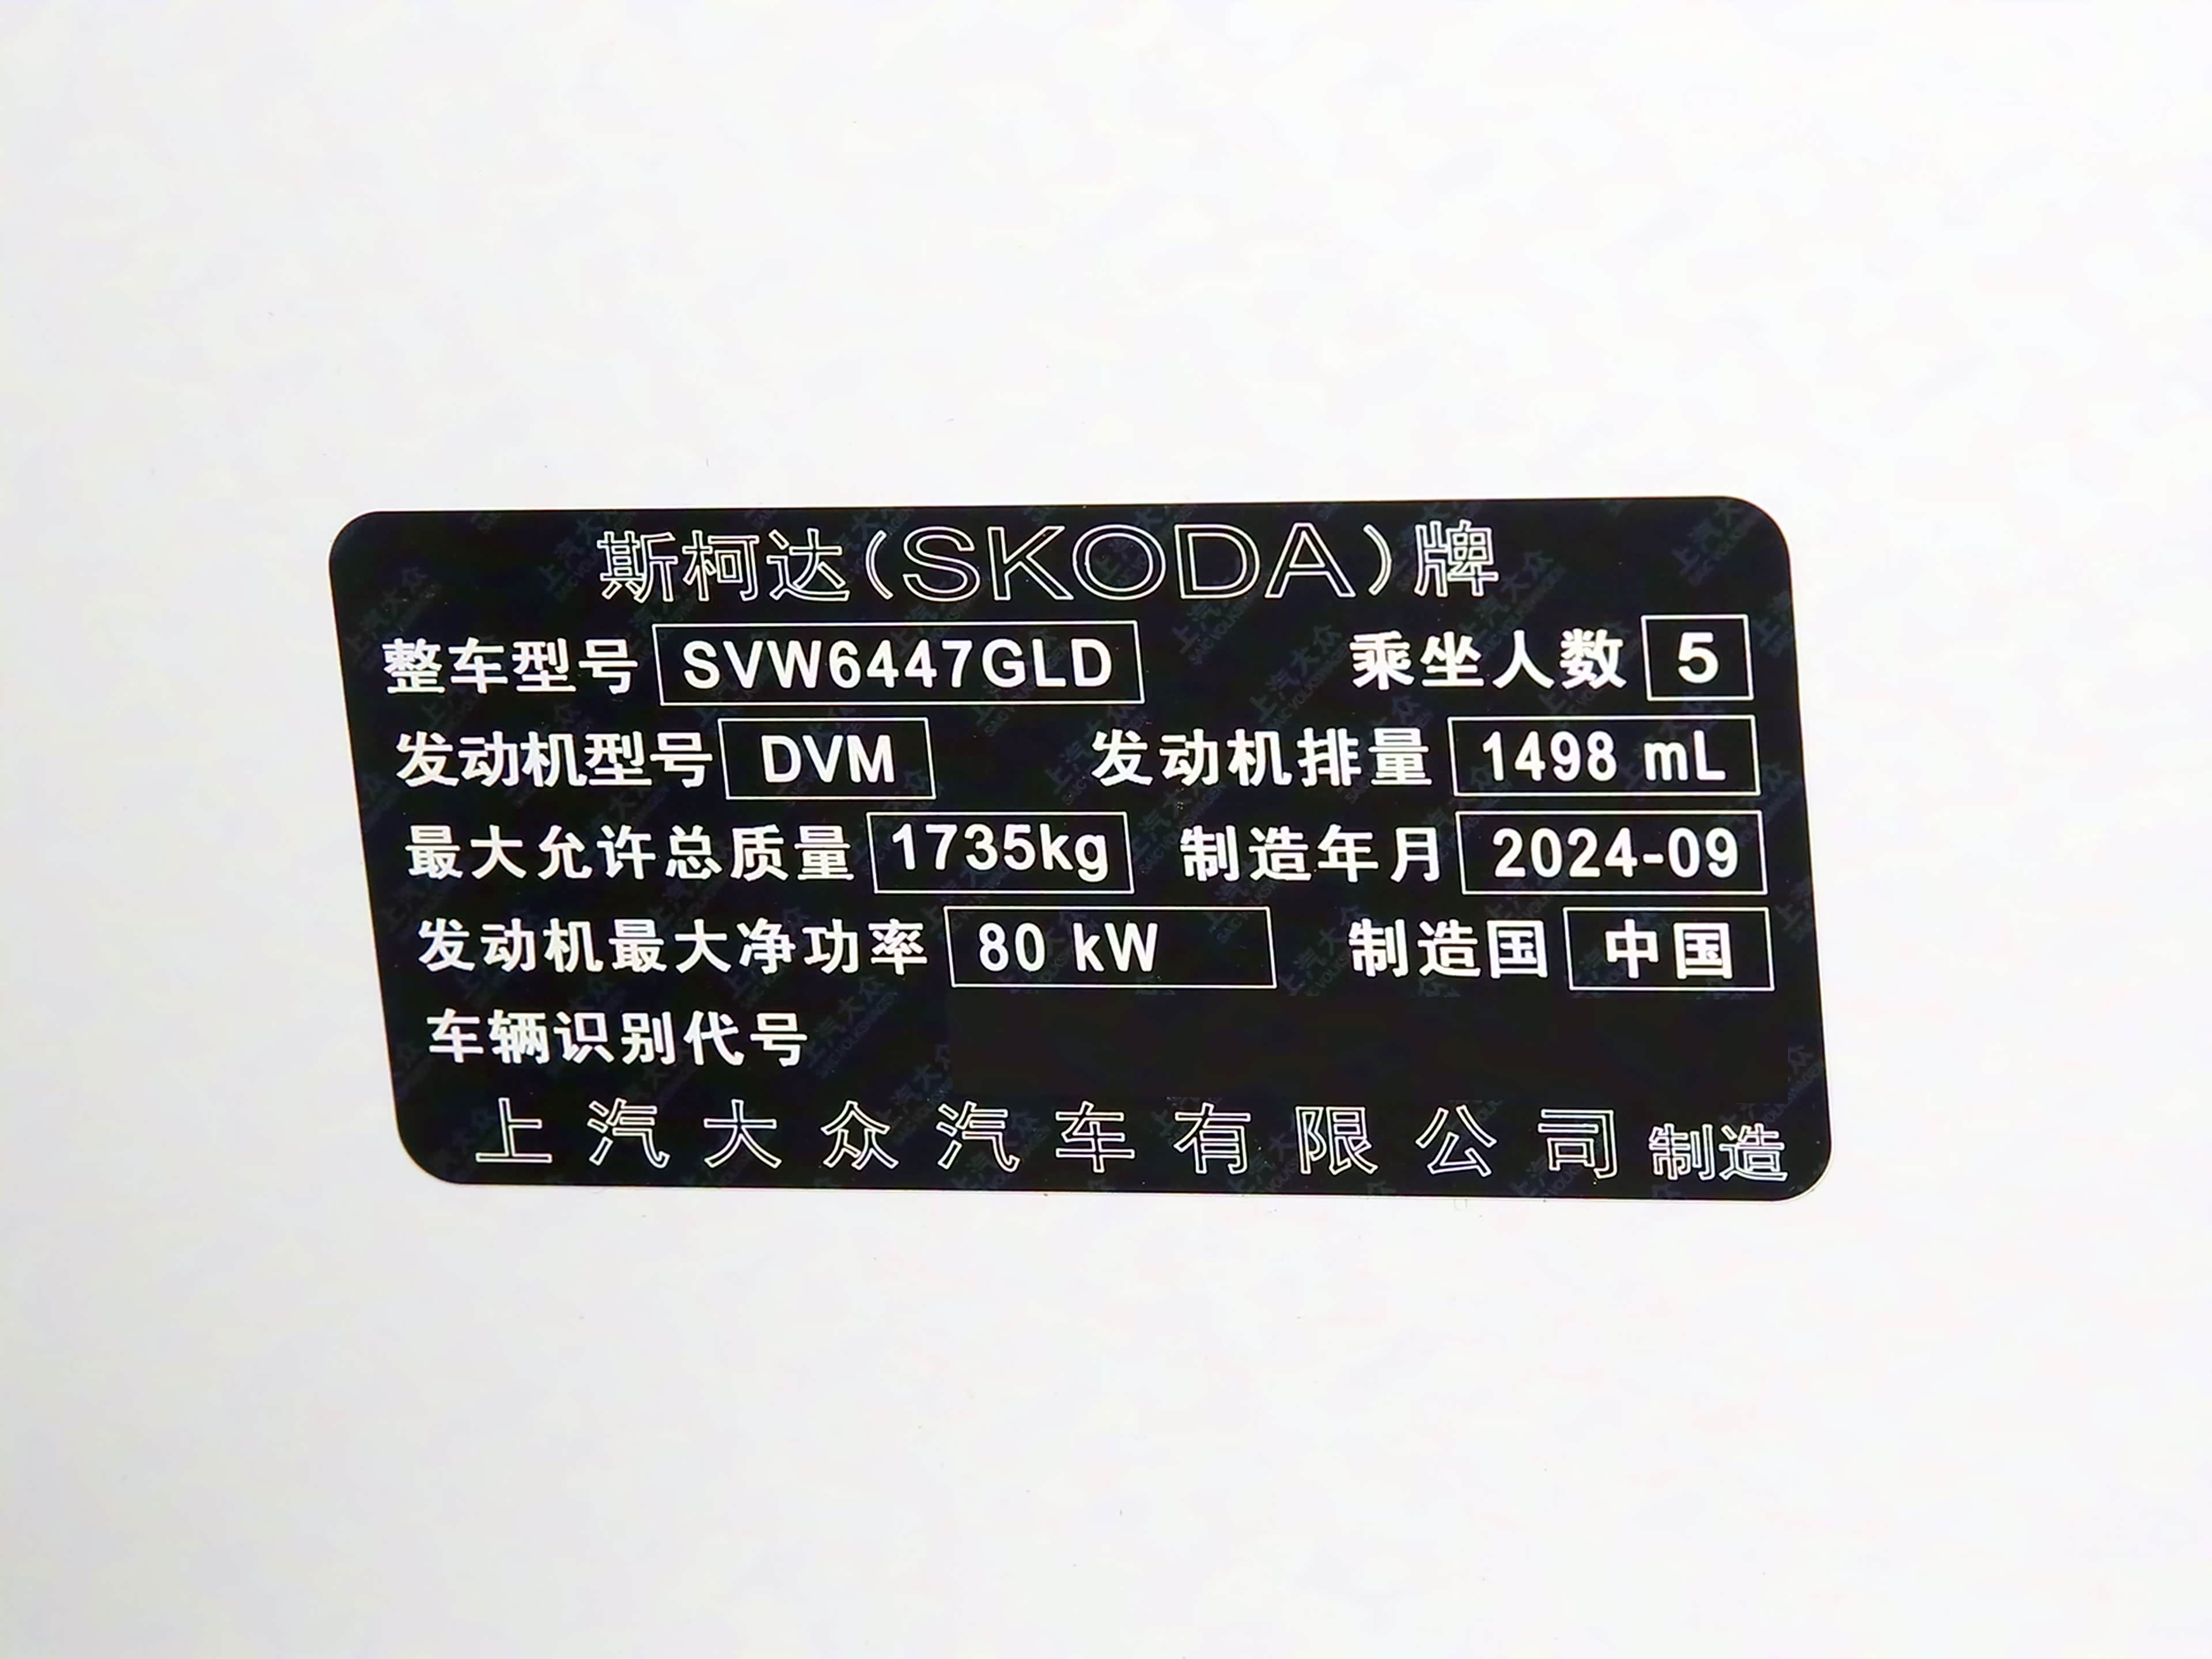 斯柯达(SKODA)牌
整车型号 SVW6447GLD 乘坐人数 5
发动机型号 DVM 发动机排量 1498 mL
最大允许总质量 1735kg 制造年月 2024-09
发动机最大净功率 80 kW 制造国 中国
车辆识别代号
上汽大众汽车有限公司 制造